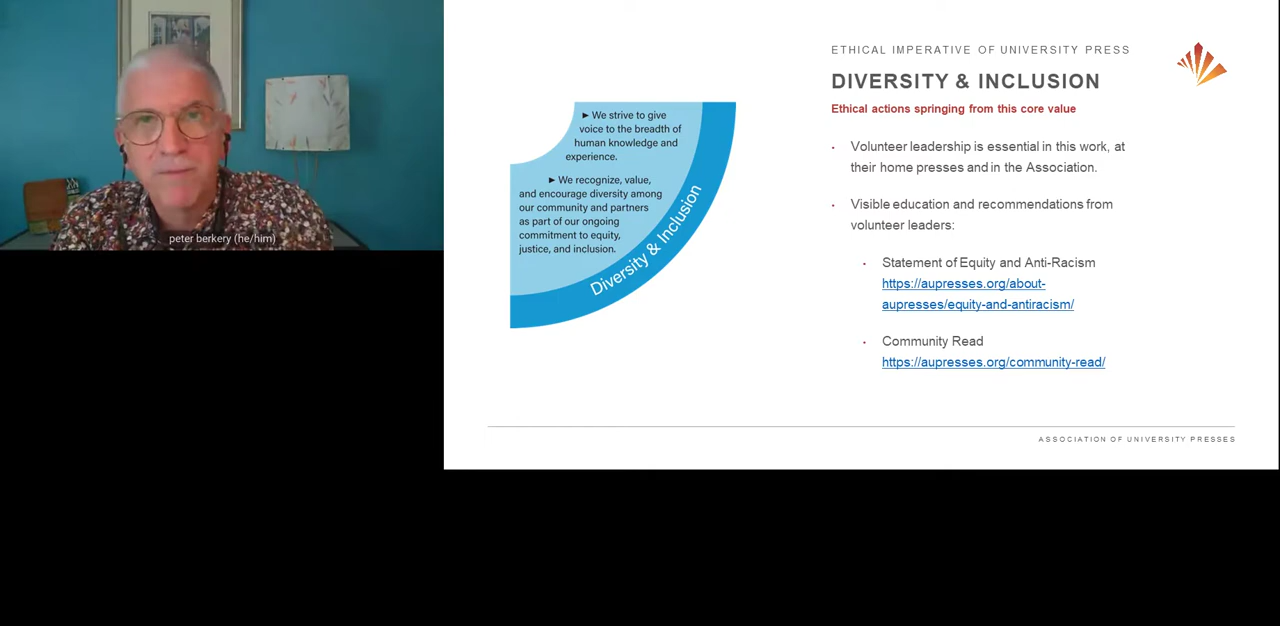 peter berkery (he/him)
► We strive to give
voice to the breadth of
human knowledge and
experience.
► We recognize, value,
and encourage diversity among
our community and partners
as part of our ongoing
commitment to equity,
justice, and inclusion.
Diversity & Inclusion
ETHICAL IMPERATIVE OF UNIVERSITY PRESS
DIVERSITY & INCLUSION
Ethical actions springing from this core value
• Volunteer leadership is essential in this work, at
their home presses and in the Association.
• Visible education and recommendations from
volunteer leaders:
• Statement of Equity and Anti-Racism
https://aupresses.org/about-
aupresses/equity-and-antiracism/
• Community Read
https://aupresses.org/community-read/
ASSOCIATION OF UNIVERSITY PRESSES